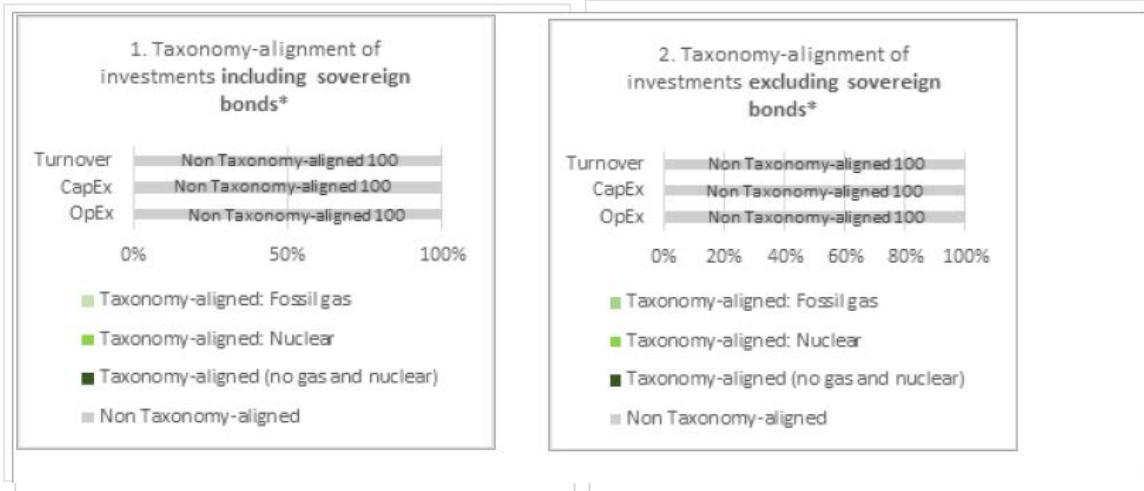 1. Taxonomy-alignment of
investments including sovereign
bonds*
Turnover
Non Taxonomy-aligned 100
CapEx
Non Taxonomy-aligned 100
OpEx
Non Taxonomy-aligned 100
0% 50% 100%
Taxonomy-aligned: Fossil gas
Taxonomy-aligned: Nuclear
Taxonomy-aligned (no gas and nuclear)
Non Taxonomy-aligned
2. Taxonomy-alignment of
investments excluding sovereign
bonds*
Turnover
Non Taxonomy-aligned 100
CapEx
Non Taxonomy-aligned 100
OpEx
Non Taxonomy-aligned 100
0% 20% 40% 60% 80% 100%
Taxonomy-aligned: Fossil gas
Taxonomy-aligned: Nuclear
Taxonomy-aligned (no gas and nuclear)
Non Taxonomy-aligned